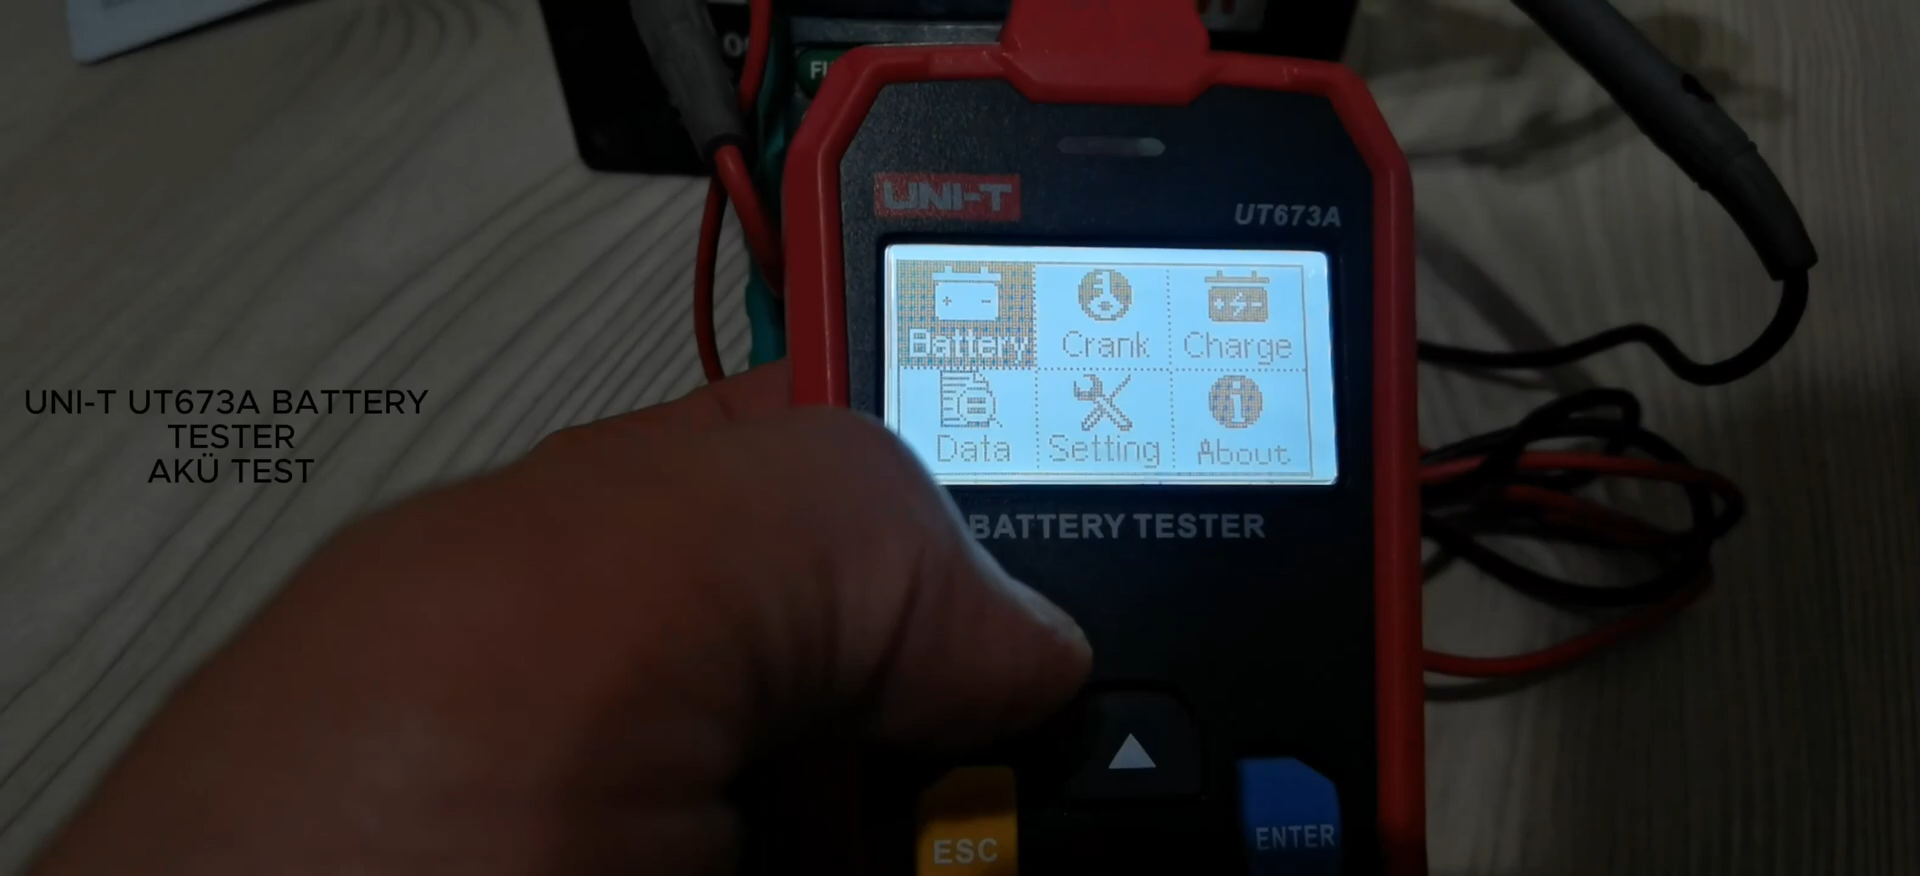 UNI-T
UT673A
Battery
Crank
Charge
Data
Setting
About
UNI-T UT673A BATTERY
TESTER
AKÜ TEST
BATTERY TESTER
ESC
ENTER